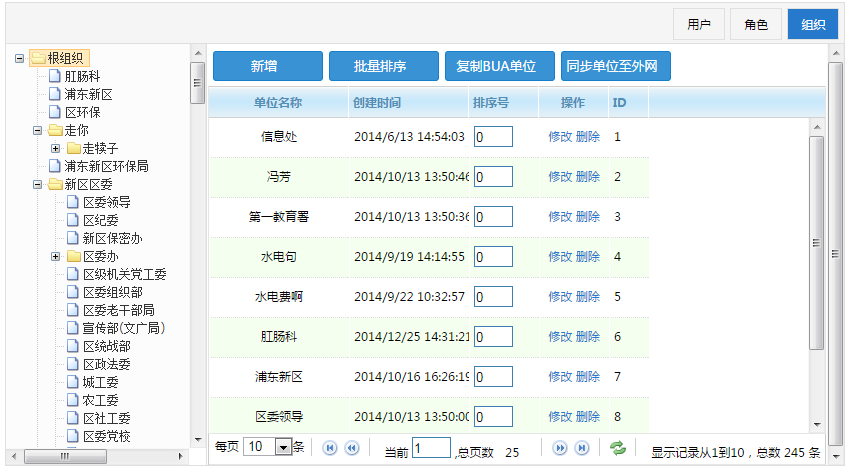 用户 角色 组织
根组织
肛肠科
浦东新区
区环保
走你
走犊子
浦东新区环保局
新区区委
区委领导
区纪委
新区保密办
区委办
区级机关党工委
区委组织部
区委老干部局
宣传部(文广局)
区统战部
区政法委
城工委
农工委
区社工委
区委党校
新增 批量排序 复制BUA单位 同步单位至外网
单位名称 创建时间 排序号 操作 ID
信息处 2014/6/13 14:54:03 0 修改 删除 1
冯芳 2014/10/13 13:50:46 0 修改 删除 2
第一教育署 2014/10/13 13:50:36 0 修改 删除 3
水电句 2014/9/19 14:14:55 0 修改 删除 4
水电费啊 2014/9/22 10:32:57 0 修改 删除 5
肛肠科 2014/12/25 14:31:21 0 修改 删除 6
浦东新区 2014/10/16 16:26:19 0 修改 删除 7
区委领导 2014/10/13 13:50:00 0 修改 删除 8
每页 10 条 当前 1 ,总页数 25 显示记录从1到10，总数 245 条